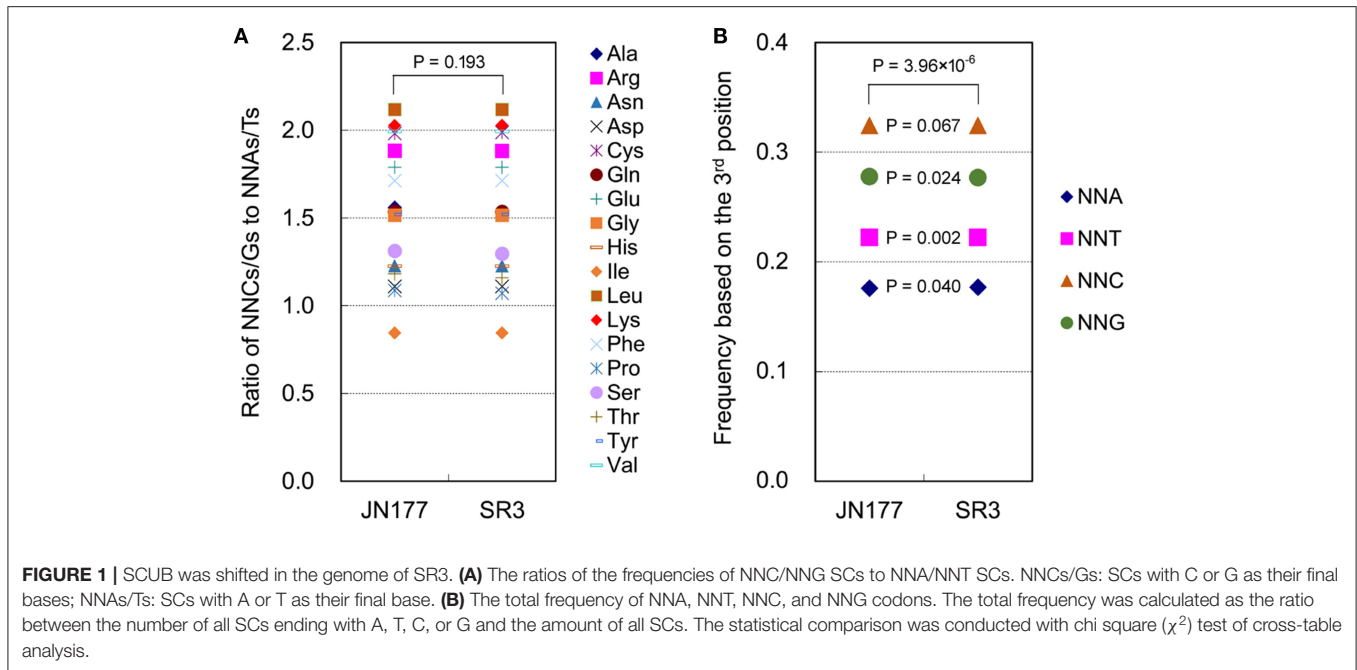 A
B
2.5
2.0
1.5
1.0
0.5
0.0
Ratio of NNCs/Gs to NNAs/Ts
P = 0.193
JN177
SR3
Ala
Arg
Asn
Asp
Cys
Gln
Glu
Gly
His
Ile
Leu
Lys
Phe
Pro
Ser
Thr
Tyr
Val
0.4
0.3
0.2
0.1
0.0
Frequency based on the 3rd position
P = 3.96×10-6
P = 0.067
P = 0.024
P = 0.002
P = 0.040
JN177
SR3
NNA
NNT
NNC
NNG
FIGURE 1 | SCUB was shifted in the genome of SR3. (A) The ratios of the frequencies of NNC/NNG SCs to NNA/NNT SCs. NNCs/Gs: SCs with C or G as their final
bases; NNAs/Ts: SCs with A or T as their final base. (B) The total frequency of NNA, NNT, NNC, and NNG codons. The total frequency was calculated as the ratio
between the number of all SCs ending with A, T, C, or G and the amount of all SCs. The statistical comparison was conducted with chi square (χ2) test of cross-table
analysis.